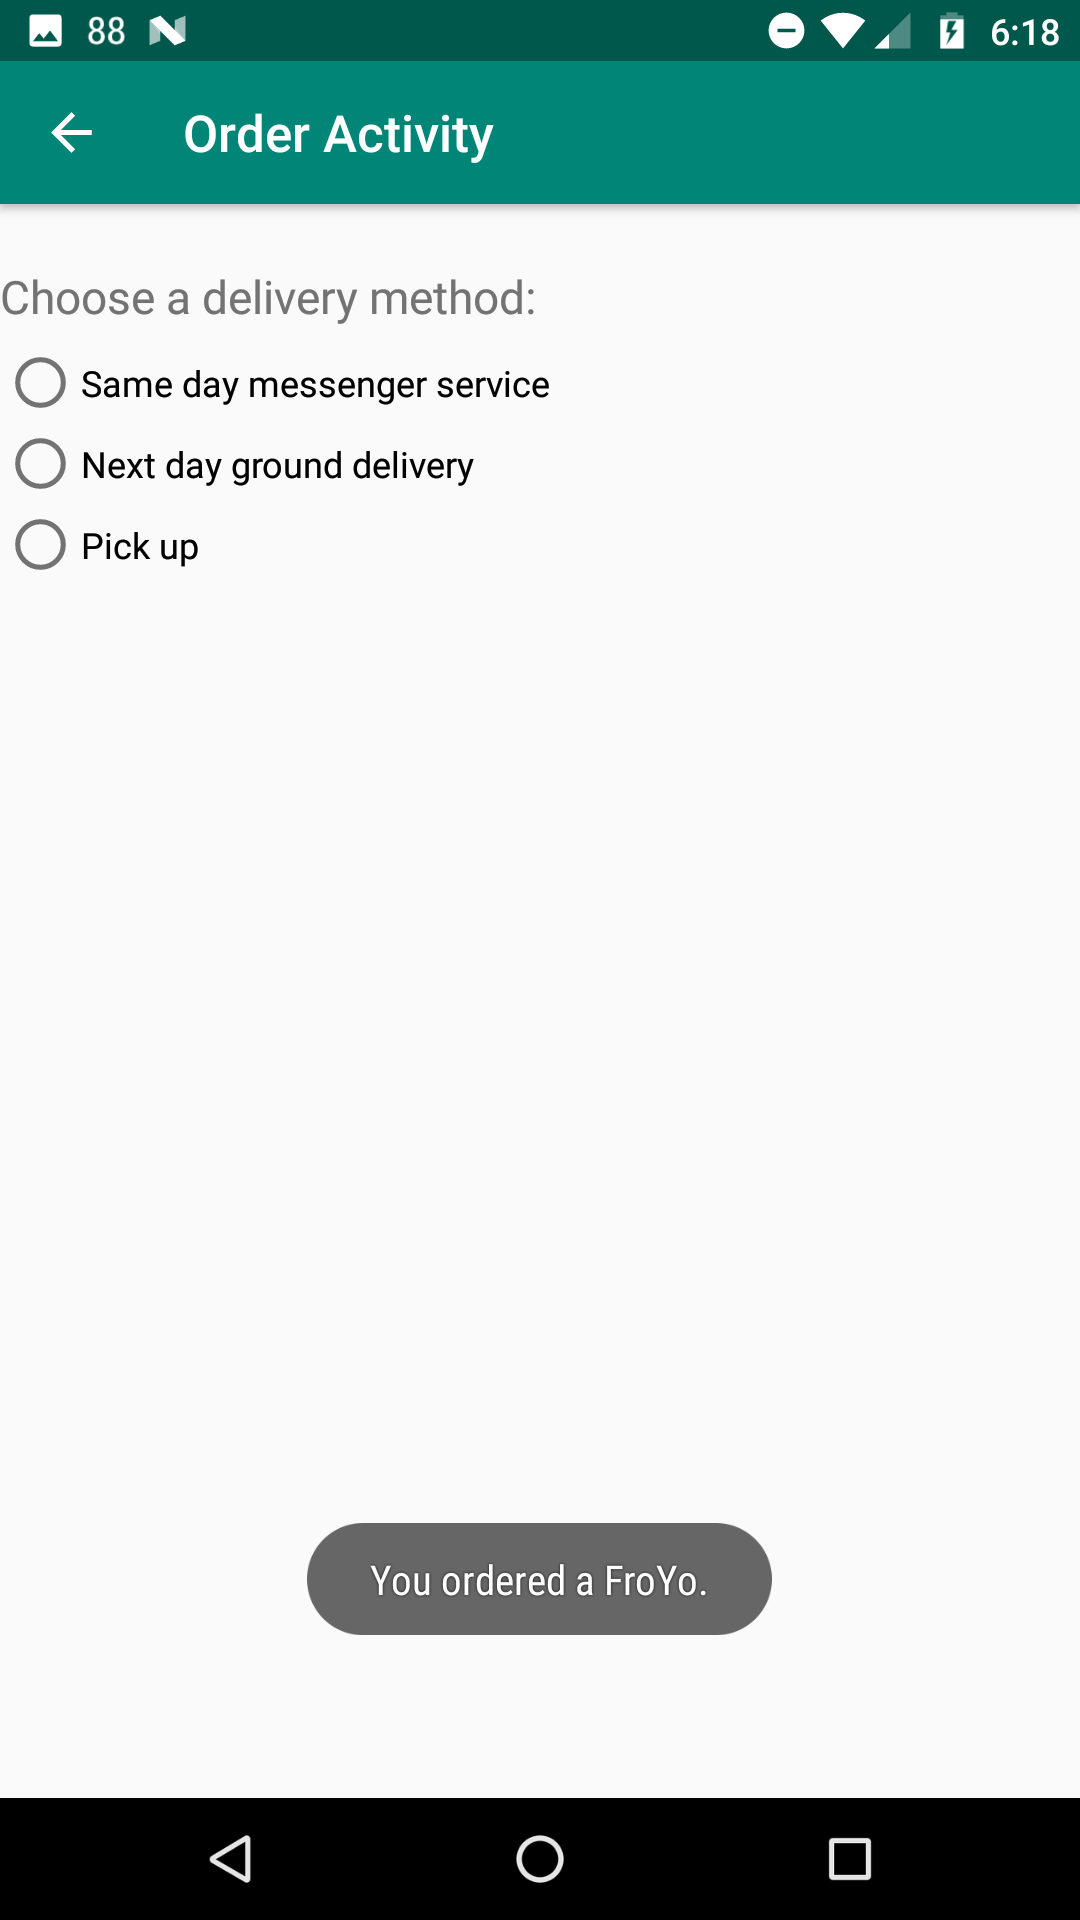 88 6:18
Order Activity
Choose a delivery method:
Same day messenger service
Next day ground delivery
Pick up
You ordered a FroYo.